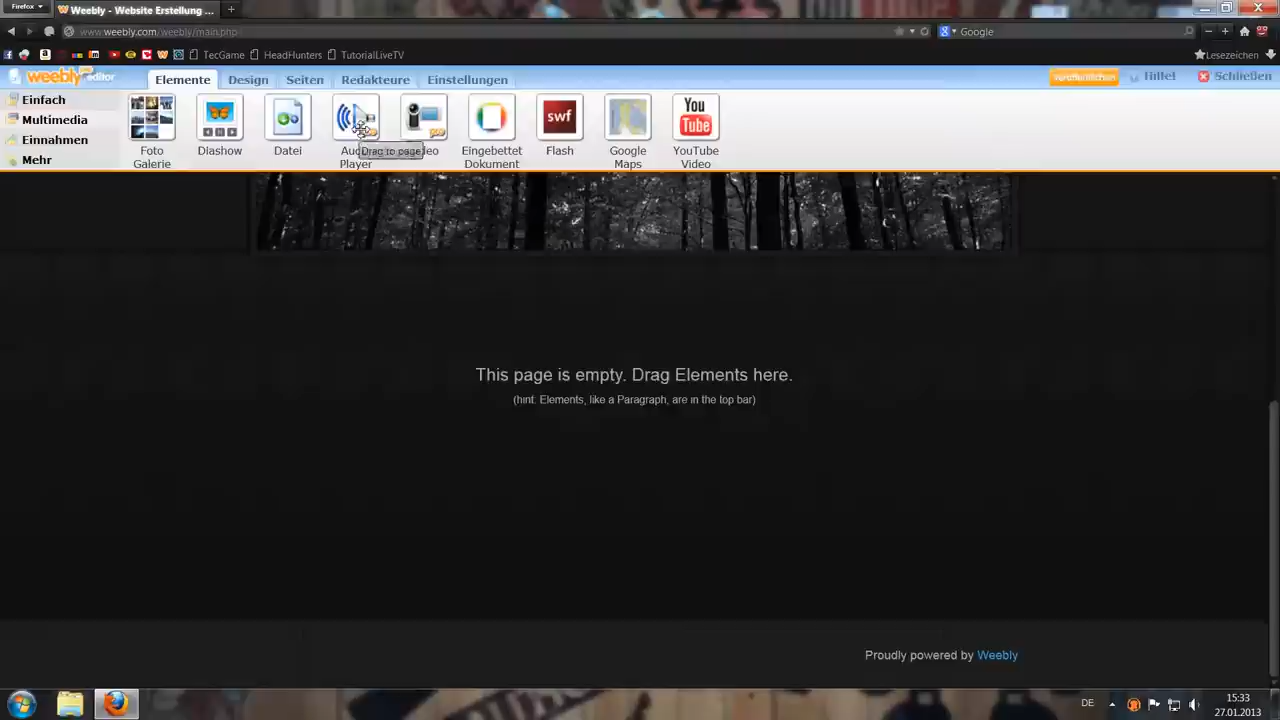 Firefox
Weebly - Website Erstellung ...
www.weebly.com/weebly/main.php
Google
TecGame
HeadHunters
TutorialLiveTV
Lesezeichen
weebly editor
Elemente
Design
Seiten
Redakteure
Einstellungen
Veröffentlichen
Hilfe!
Schließen
Einfach
Multimedia
Einnahmen
Mehr
Foto
Galerie
Diashow
Datei
Player
Drag to page
Eingebettet
Dokument
Flash
swf
Google
Maps
You
Tube
YouTube
Video
This page is empty. Drag Elements here.
(hint: Elements, like a Paragraph, are in the top bar)
Proudly powered by Weebly
DE
15:33
27.01.2013